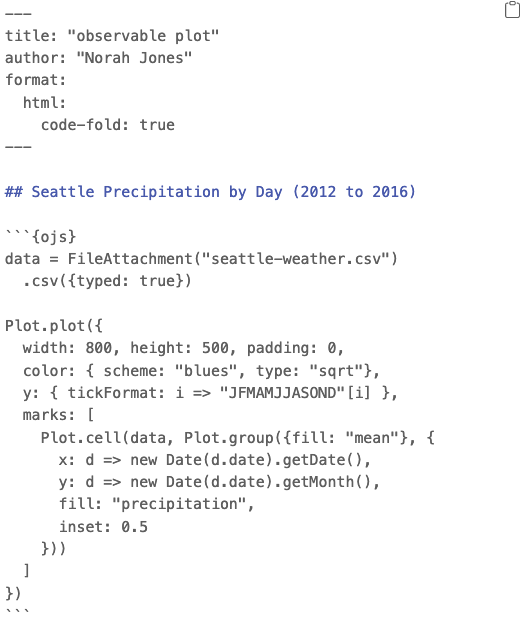 ---
title: "observable plot"
author: "Norah Jones"
format:
  html:
    code-fold: true
---
## Seattle Precipitation by Day (2012 to 2016)
```{ojs}
data = FileAttachment("seattle-weather.csv")
  .csv({typed: true})
Plot.plot({
  width: 800, height: 500, padding: 0,
  color: { scheme: "blues", type: "sqrt"},
  y: { tickFormat: i => "JFMAMJJASOND"[i] },
  marks: [
    Plot.cell(data, Plot.group({fill: "mean"}, {
      x: d => new Date(d.date).getDate(),
      y: d => new Date(d.date).getMonth(),
      fill: "precipitation",
      inset: 0.5
    }))
  ]
})
```